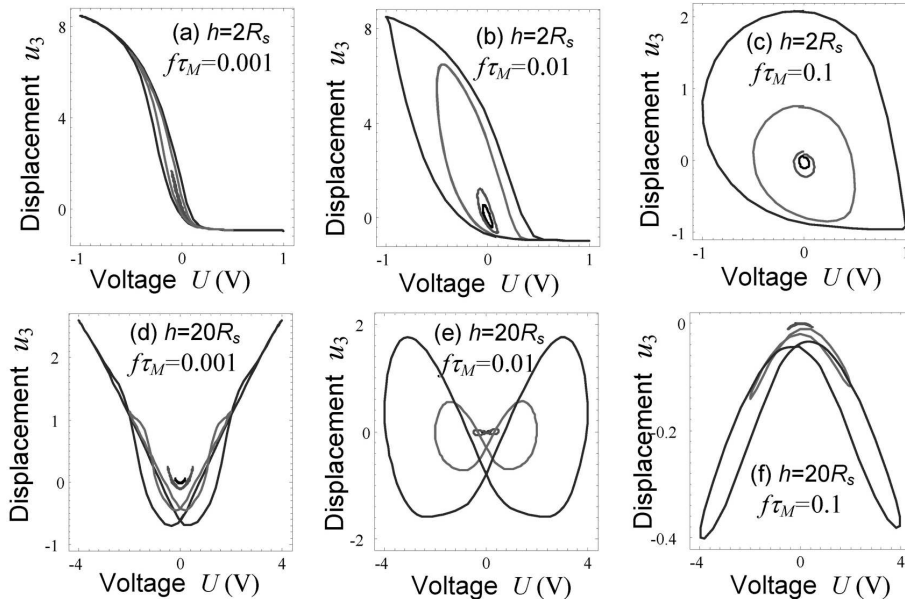 (a) h=2Rs
fτM=0.001
Displacement u3
8
4
0
-1
0
1
Voltage U (V)
(b) h=2Rs
fτM=0.01
Displacement u3
8
4
0
-1
0
1
Voltage U (V)
(c) h=2Rs
fτM=0.1
Displacement u3
2
1
0
-1
-1
0
1
Voltage U (V)
(d) h=20Rs
fτM=0.001
Displacement u3
2
1
0
-1
-4
0
4
Voltage U (V)
(e) h=20Rs
fτM=0.01
Displacement u3
2
0
-2
-4
0
4
Voltage U (V)
(f) h=20Rs
fτM=0.1
Displacement u3
0
-0.2
-0.4
-4
0
4
Voltage U (V)